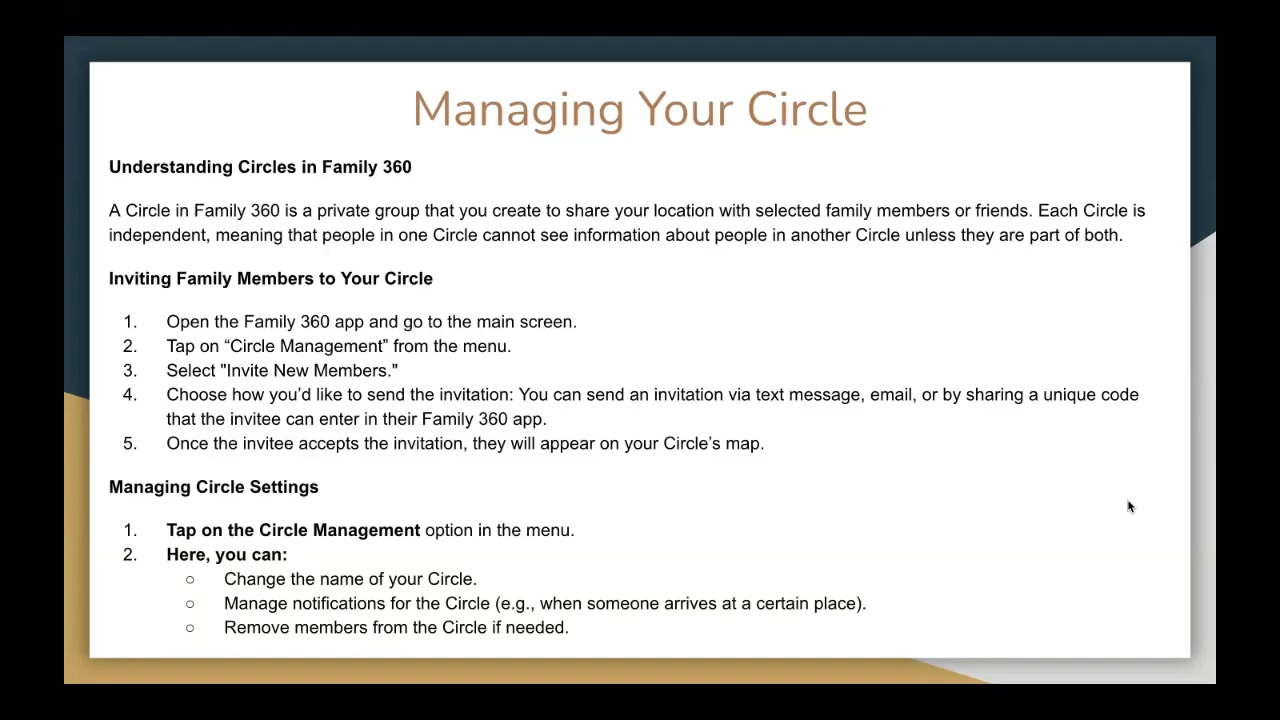 Managing Your Circle
Understanding Circles in Family 360
A Circle in Family 360 is a private group that you create to share your location with selected family members or friends. Each Circle is
independent, meaning that people in one Circle cannot see information about people in another Circle unless they are part of both.
Inviting Family Members to Your Circle
1. Open the Family 360 app and go to the main screen.
2. Tap on “Circle Management” from the menu.
3. Select "Invite New Members."
4. Choose how you’d like to send the invitation: You can send an invitation via text message, email, or by sharing a unique code
that the invitee can enter in their Family 360 app.
5. Once the invitee accepts the invitation, they will appear on your Circle’s map.
Managing Circle Settings
1. Tap on the Circle Management option in the menu.
2. Here, you can:
○ Change the name of your Circle.
○ Manage notifications for the Circle (e.g., when someone arrives at a certain place).
○ Remove members from the Circle if needed.